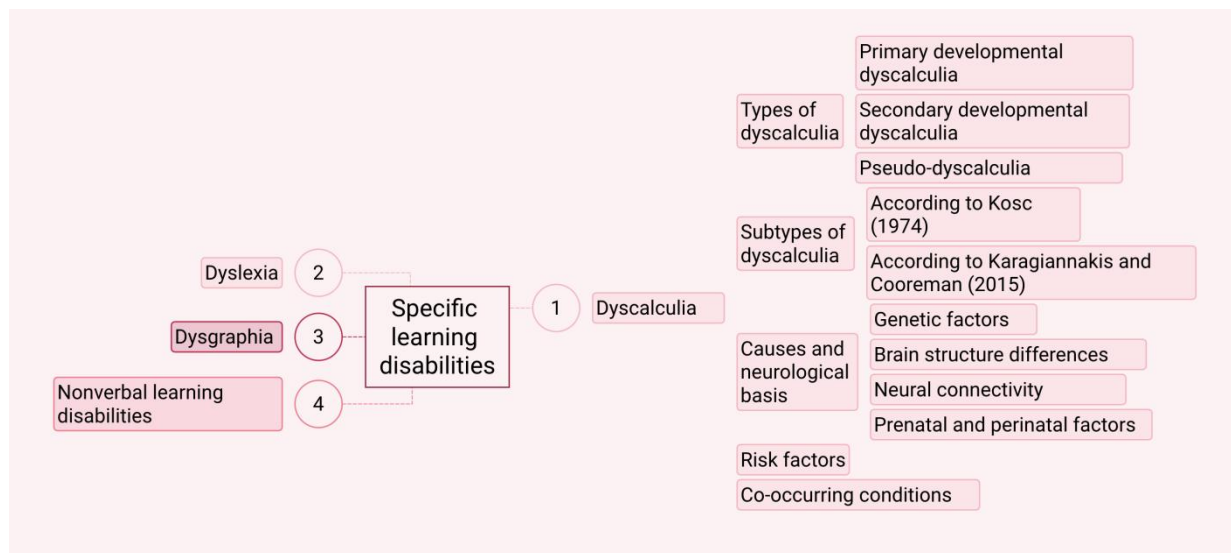 Specific
learning
disabilities
1
Dyscalculia
Types of
dyscalculia
Primary developmental
dyscalculia
Secondary developmental
dyscalculia
Pseudo-dyscalculia
Subtypes of
dyscalculia
According to Kosc
(1974)
According to Karagiannakis and
Cooreman (2015)
Causes and
neurological
basis
Genetic factors
Brain structure differences
Neural connectivity
Prenatal and perinatal factors
Risk factors
Co-occurring conditions
2
Dyslexia
3
Dysgraphia
4
Nonverbal learning
disabilities